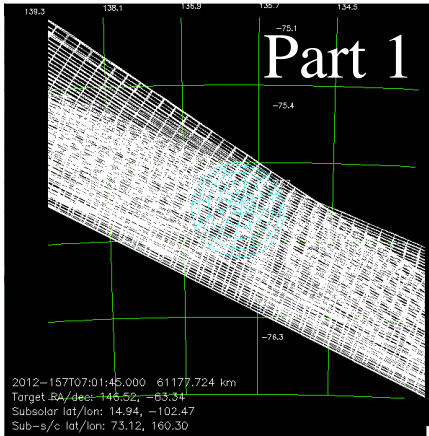 139.3 138.1 136.9 135.7 134.5
-75.1
Part 1
-75.4
-76.3
2012-157T07:01:45.000 61177.724 km
Target RA/dec: 146.52, -63.34
Subsolar lat/lon: 14.94, -102.47
Sub-s/c lat/lon: 73.12, 160.30